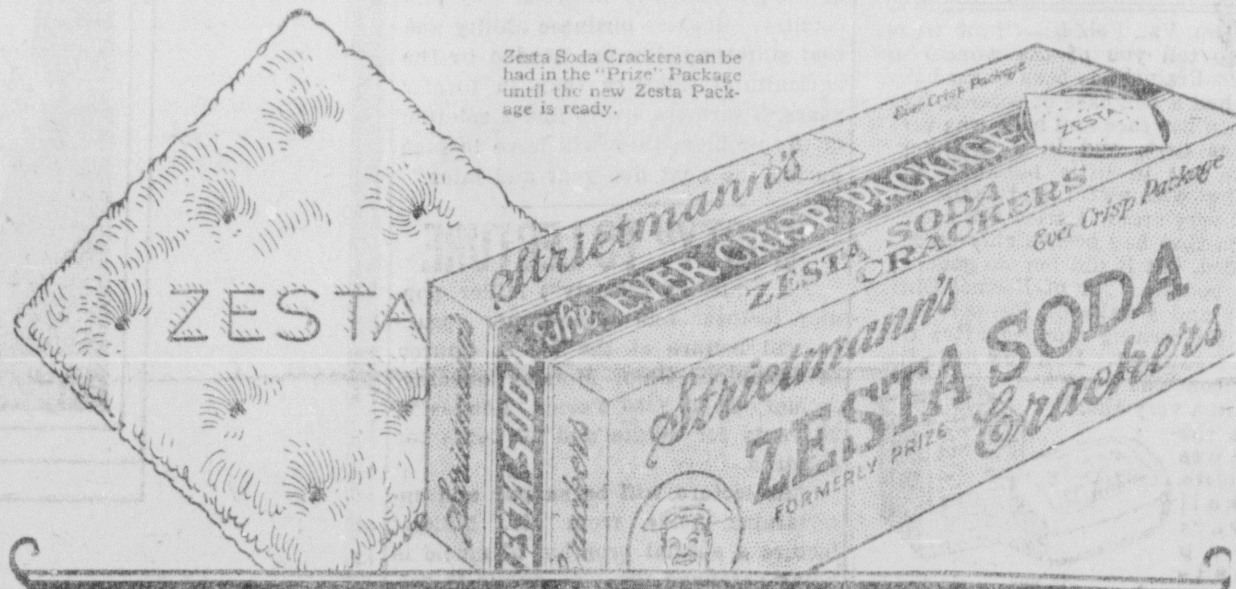 Zesta Soda Crackers can be
had in the "Prize" Package
until the new Zesta Pack-
age is ready.
ZESTA
Strietmann's
Ever Crisp Package
The EVER CRISP PACKAGE
ZESTA
ZESTA SODA
CRACKERS
Ever Crisp Package
Strietmann's
ZESTA SODA
FORMERLY PRIZE
Crackers
Strietmann's
ZESTA SODA
Crackers